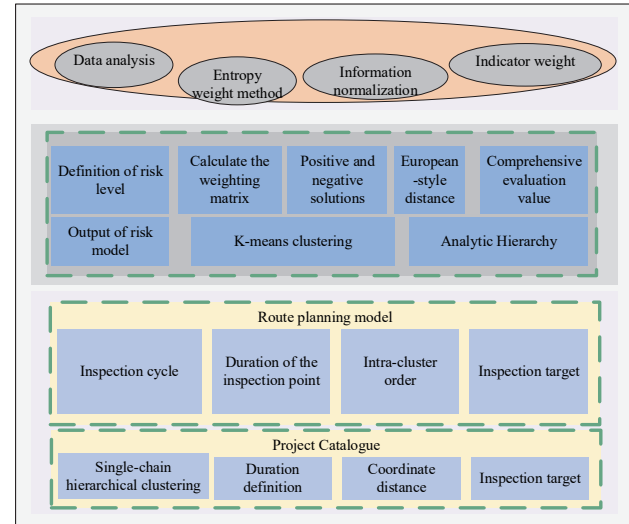 Data analysis
Entropy
weight method
Information
normalization
Indicator weight
Definition of risk
level
Calculate the
weighting
matrix
Positive and
negative
solutions
European
-style
distance
Comprehensive
evaluation
value
Output of risk
model
K-means clustering
Analytic Hierarchy
Route planning model
Inspection cycle
Duration of the
inspection point
Intra-cluster
order
Inspection target
Project Catalogue
Single-chain
hierarchical clustering
Duration
definition
Coordinate
distance
Inspection target